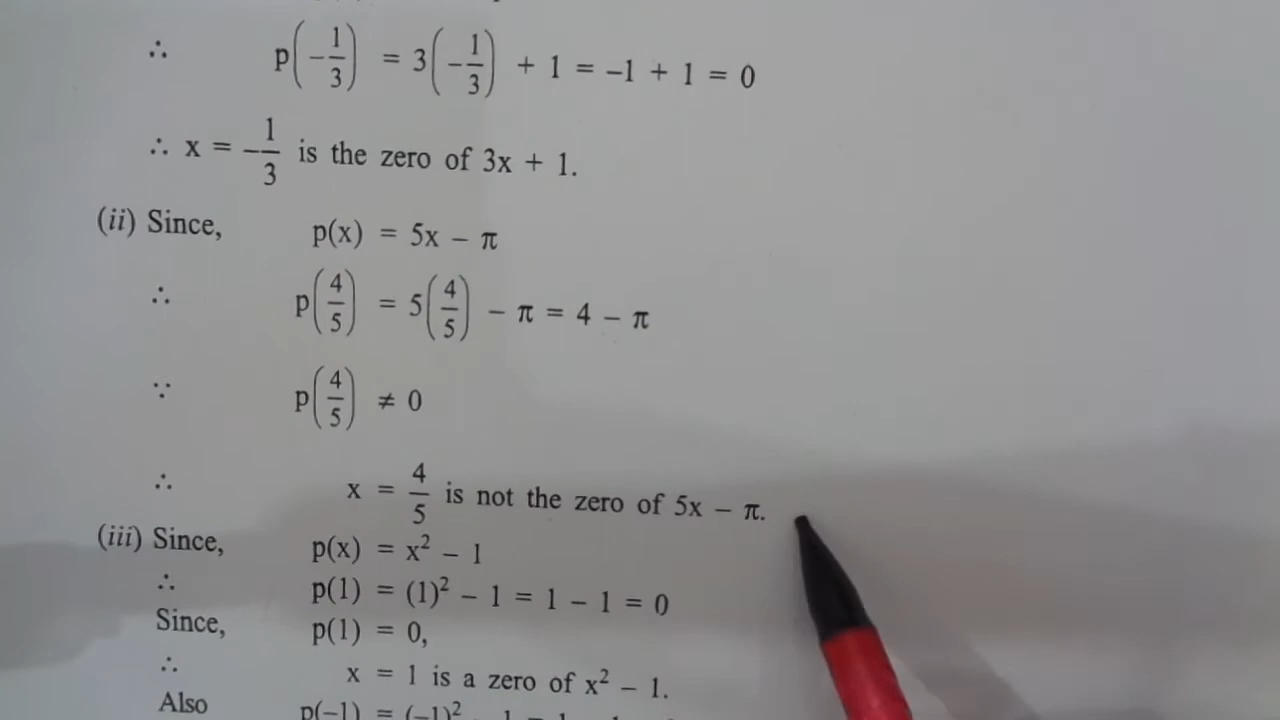 ∴ p(-1/3) = 3(-1/3) + 1 = –1 + 1 = 0
∴ x = -1/3 is the zero of 3x + 1.
(ii) Since, p(x) = 5x – π
∴ p(4/5) = 5(4/5) – π = 4 – π
∵ p(4/5) ≠ 0
∴ x = 4/5 is not the zero of 5x – π.
(iii) Since, p(x) = x² – 1
∴ p(1) = (1)² – 1 = 1 – 1 = 0
Since, p(1) = 0,
∴ x = 1 is a zero of x² – 1.
Also p(–1) = (–1)²